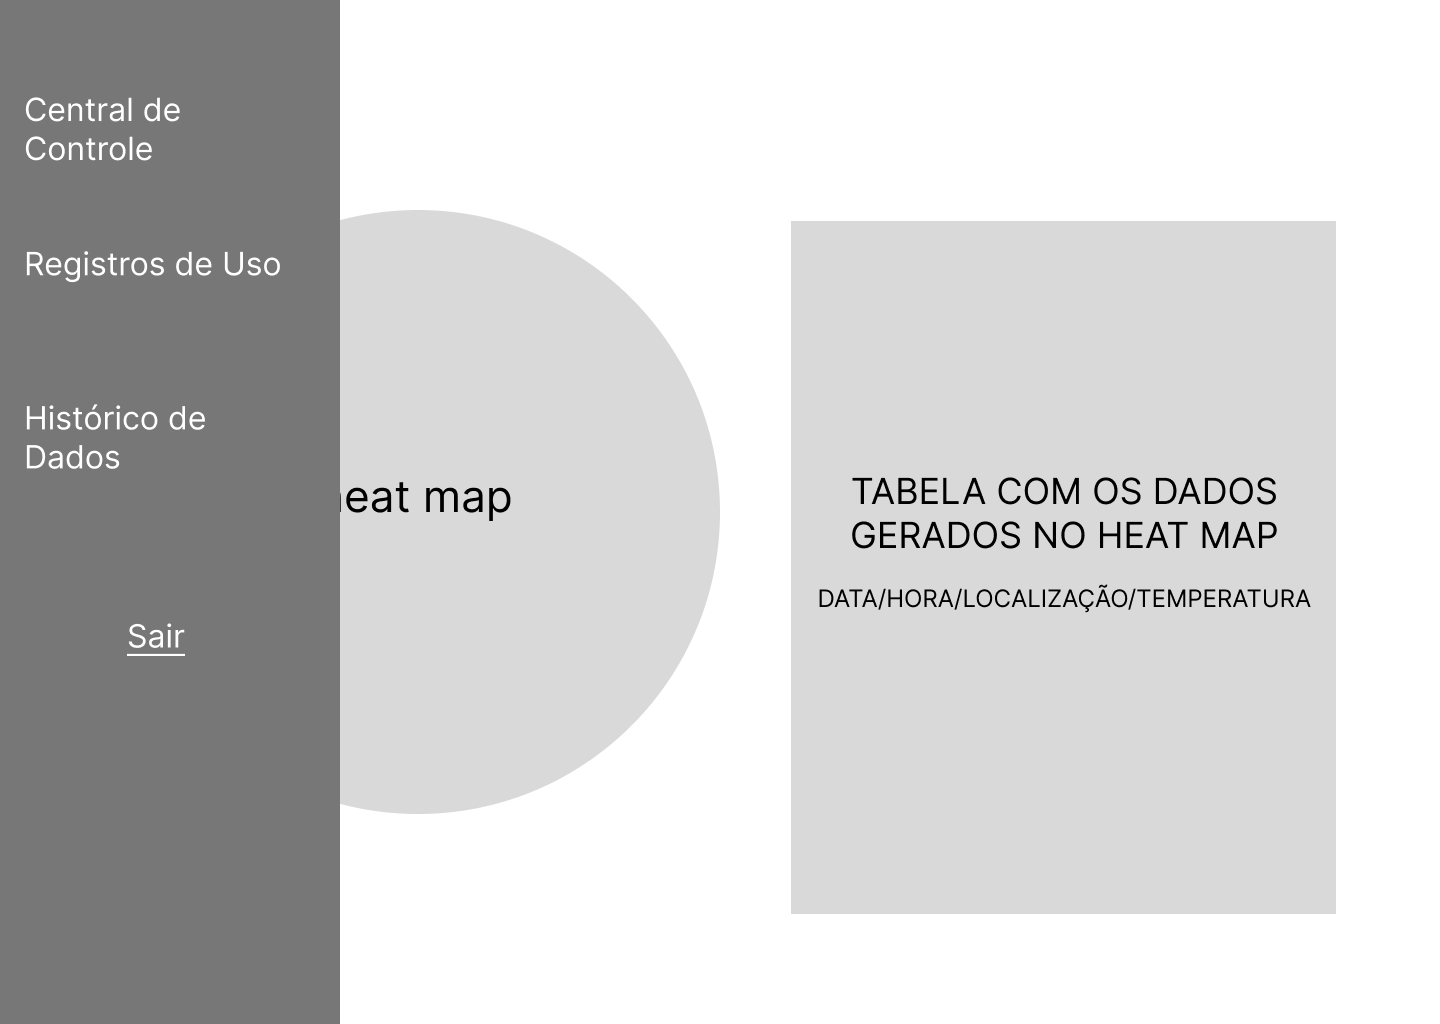 Central de
Controle
Registros de Uso
Histórico de
Dados
Sair
eat map
TABELA COM OS DADOS
GERADOS NO HEAT MAP
DATA/HORA/LOCALIZAÇÃO/TEMPERATURA